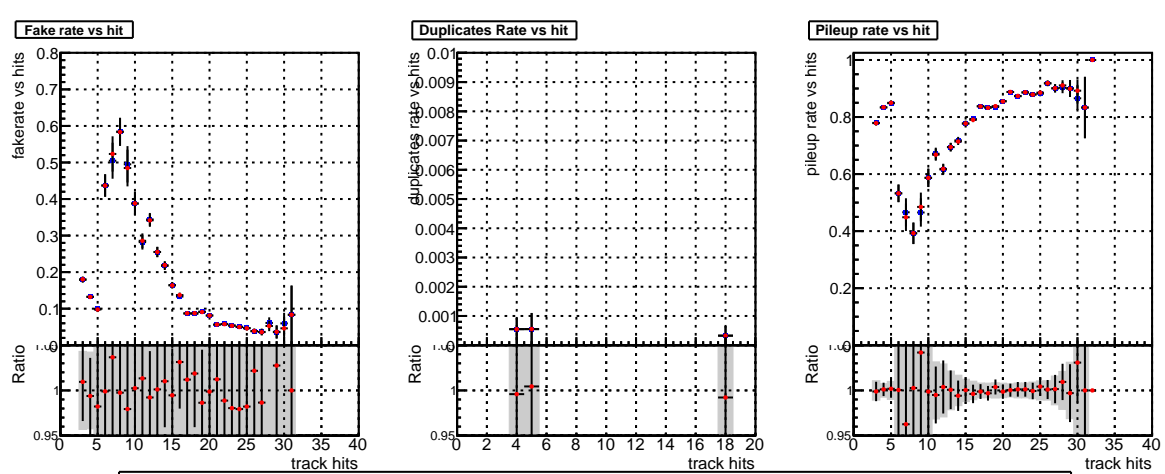 Fake rate vs hit
fakerate vs hits
0.8
0.7
0.6
0.5
0.4
0.3
0.2
0.1
Ratio
1
0.95
0 5 10 15 20 25 30 35 40
track hits
Duplicates Rate vs hit
duplicates rate vs hits
0.01
0.009
0.008
0.007
0.006
0.005
0.004
0.003
0.002
0.001
Ratio
1
0.95
0 2 4 6 8 10 12 14 16 18 20
track hits
Pileup rate vs hit
pileup rate vs hits
1
0.8
0.6
0.4
0.2
Ratio
1
0.95
0 5 10 15 20 25 30 35 40
track hits